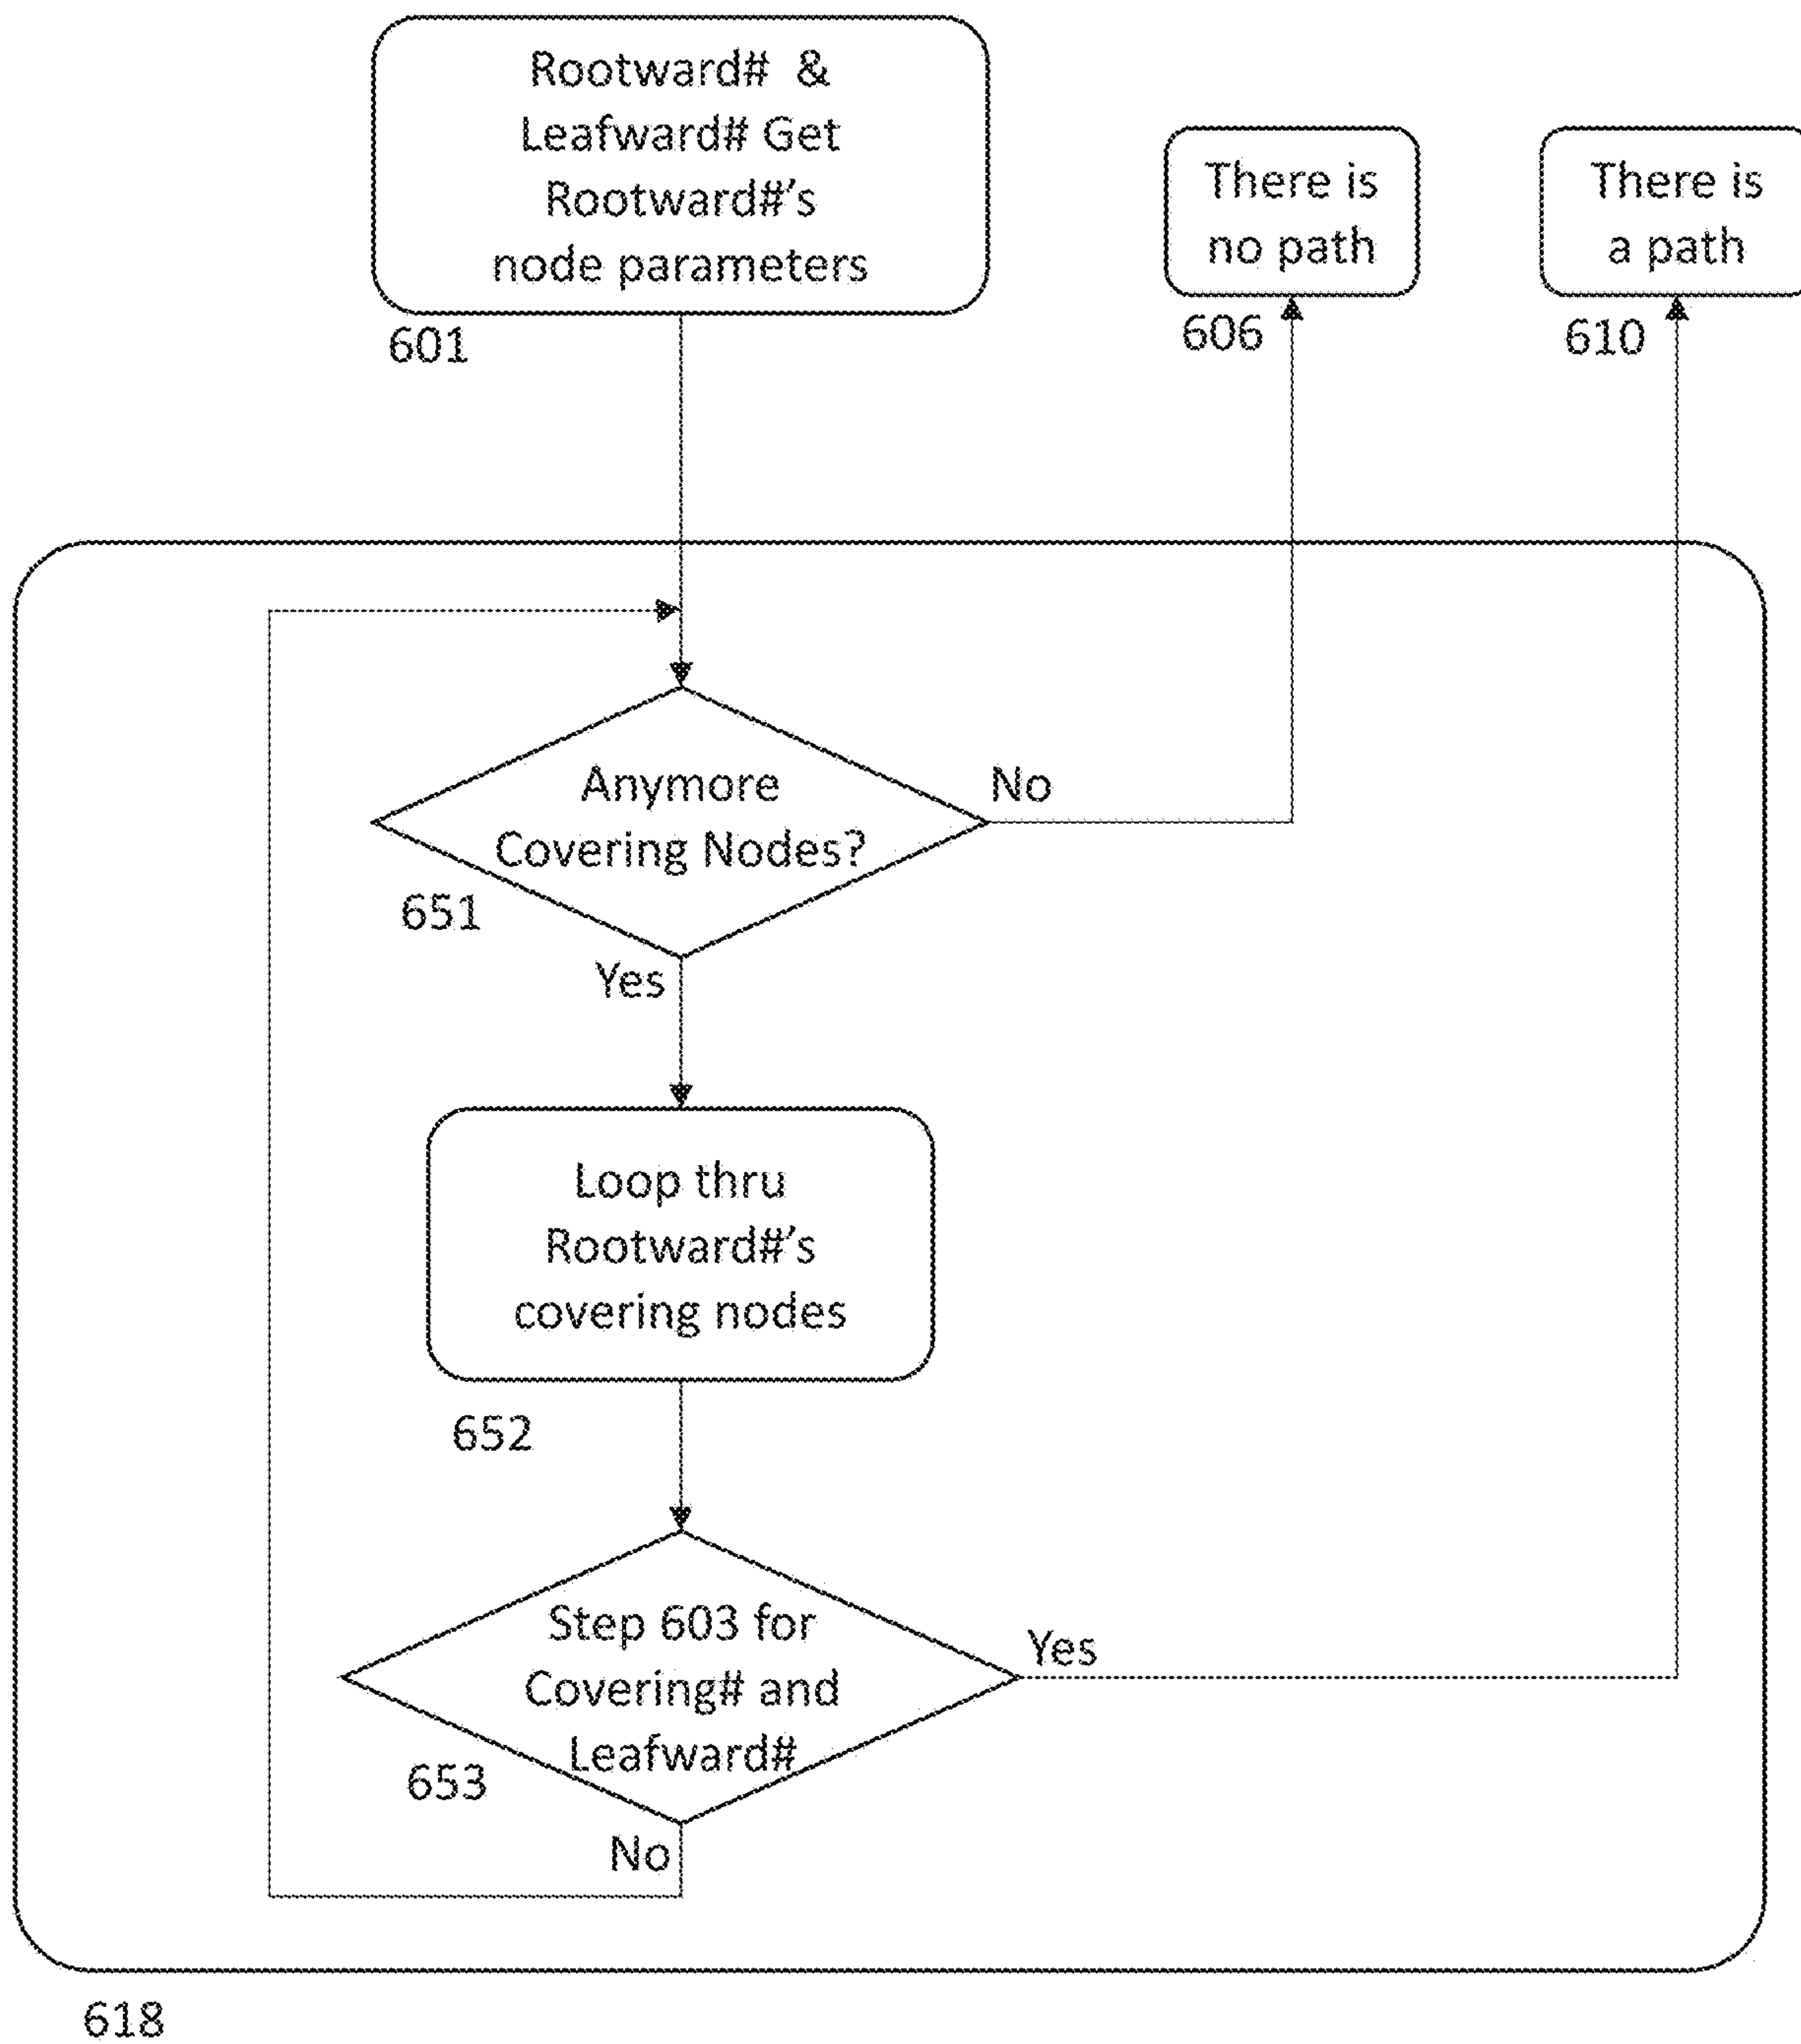 Rootward# &
Leafward# Get
Rootward#'s
node parameters
601
There is
no path
606
There is
a path
610
Anymore
Covering Nodes?
No
651
Yes
Loop thru
Rootward#'s
covering nodes
652
Step 603 for
Covering# and
Leafward#
Yes
653
No
618